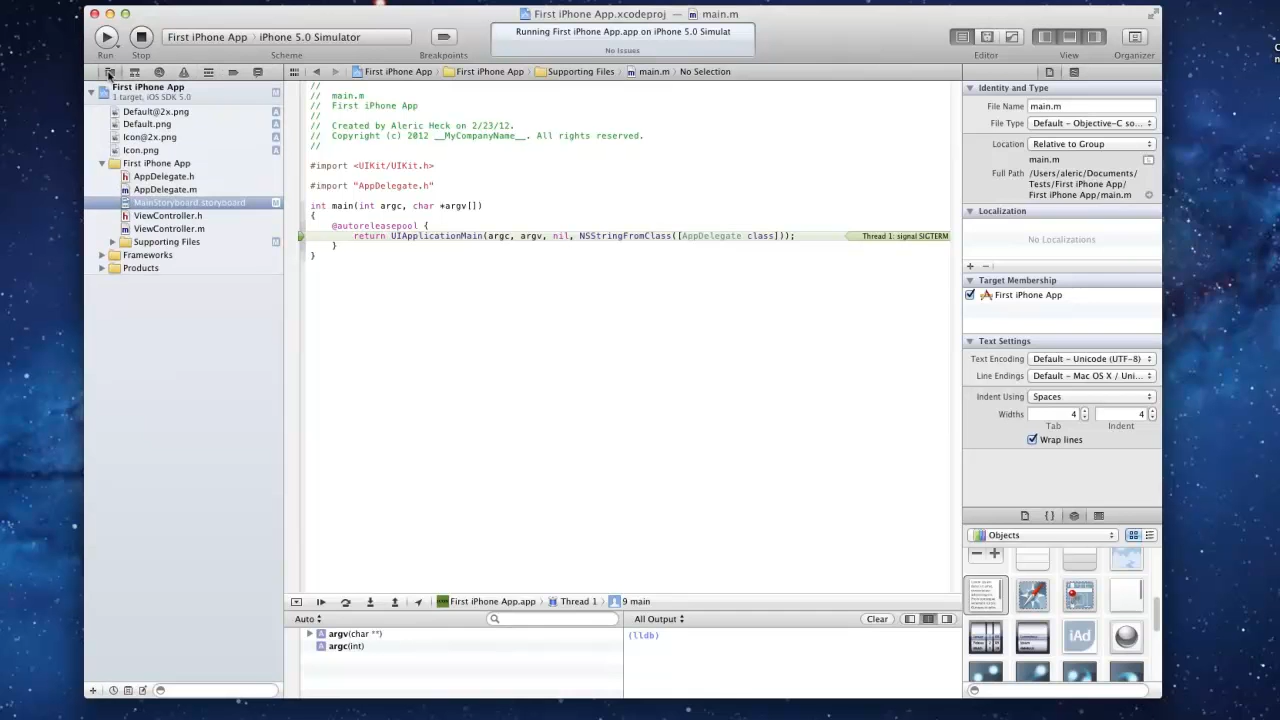 First iPhone App.xcodeproj — main.m
First iPhone App iPhone 5.0 Simulator
Running First iPhone App.app on iPhone 5.0 Simulat
No Issues
Run Stop Scheme Breakpoints Editor View Organizer
First iPhone App First iPhone App Supporting Files main.m No Selection
First iPhone App
1 target, iOS SDK 5.0
M
Default@2x.png A
Default.png A
Icon@2x.png A
Icon.png A
First iPhone App
AppDelegate.h
AppDelegate.m
MainStoryboard.storyboard M
ViewController.h
ViewController.m
Supporting Files
Frameworks
Products
//
// main.m
// First iPhone App
//
// Created by Aleric Heck on 2/23/12.
// Copyright (c) 2012 __MyCompanyName__. All rights reserved.
//
#import <UIKit/UIKit.h>
#import "AppDelegate.h"
int main(int argc, char *argv[])
{
@autoreleasepool {
return UIApplicationMain(argc, argv, nil, NSStringFromClass([AppDelegate class]));
Thread 1: signal SIGTERM
}
}
Identity and Type
File Name main.m
File Type Default - Objective-C so...
Location Relative to Group
main.m
Full Path /Users/aleric/Documents/
Tests/First iPhone App/
First iPhone App/main.m
Localization
No Localizations
Target Membership
First iPhone App
Text Settings
Text Encoding Default - Unicode (UTF-8)
Line Endings Default - Mac OS X / Uni...
Indent Using Spaces
Widths 4 4
Tab Indent
Wrap lines
Objects
iAd
First iPhone App.app Thread 1 9 main
Auto
All Output Clear
A argv (char **)
A argc (int)
(lldb)